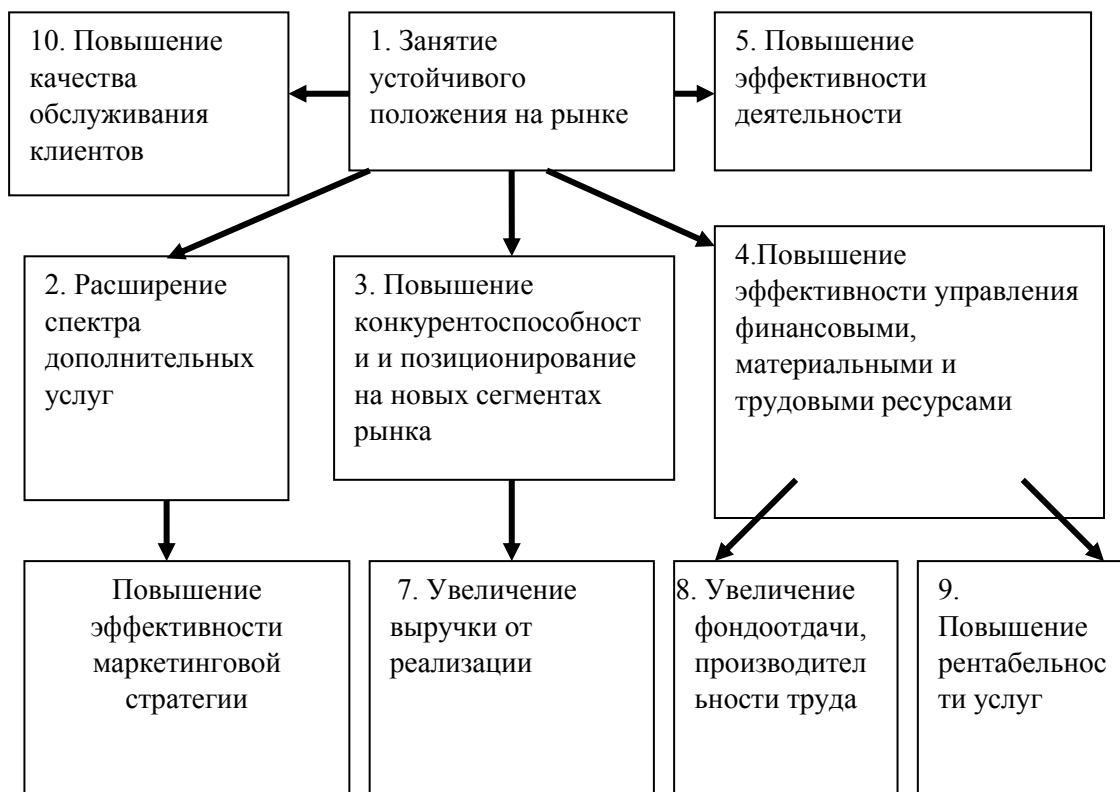 10. Повышение
качества
обслуживания
клиентов
1. Занятие
устойчивого
положения на рынке
5. Повышение
эффективности
деятельности
2. Расширение
спектра
дополнительных
услуг
3. Повышение
конкурентоспособност
и и позиционирование
на новых сегментах
рынка
4.Повышение
эффективности управления
финансовыми,
материальными и
трудовыми ресурсами
Повышение
эффективности
маркетинговой
стратегии
7. Увеличение
выручки от
реализации
8. Увеличение
фондоотдачи,
производител
ьности труда
9.
Повышение
рентабельнос
ти услуг